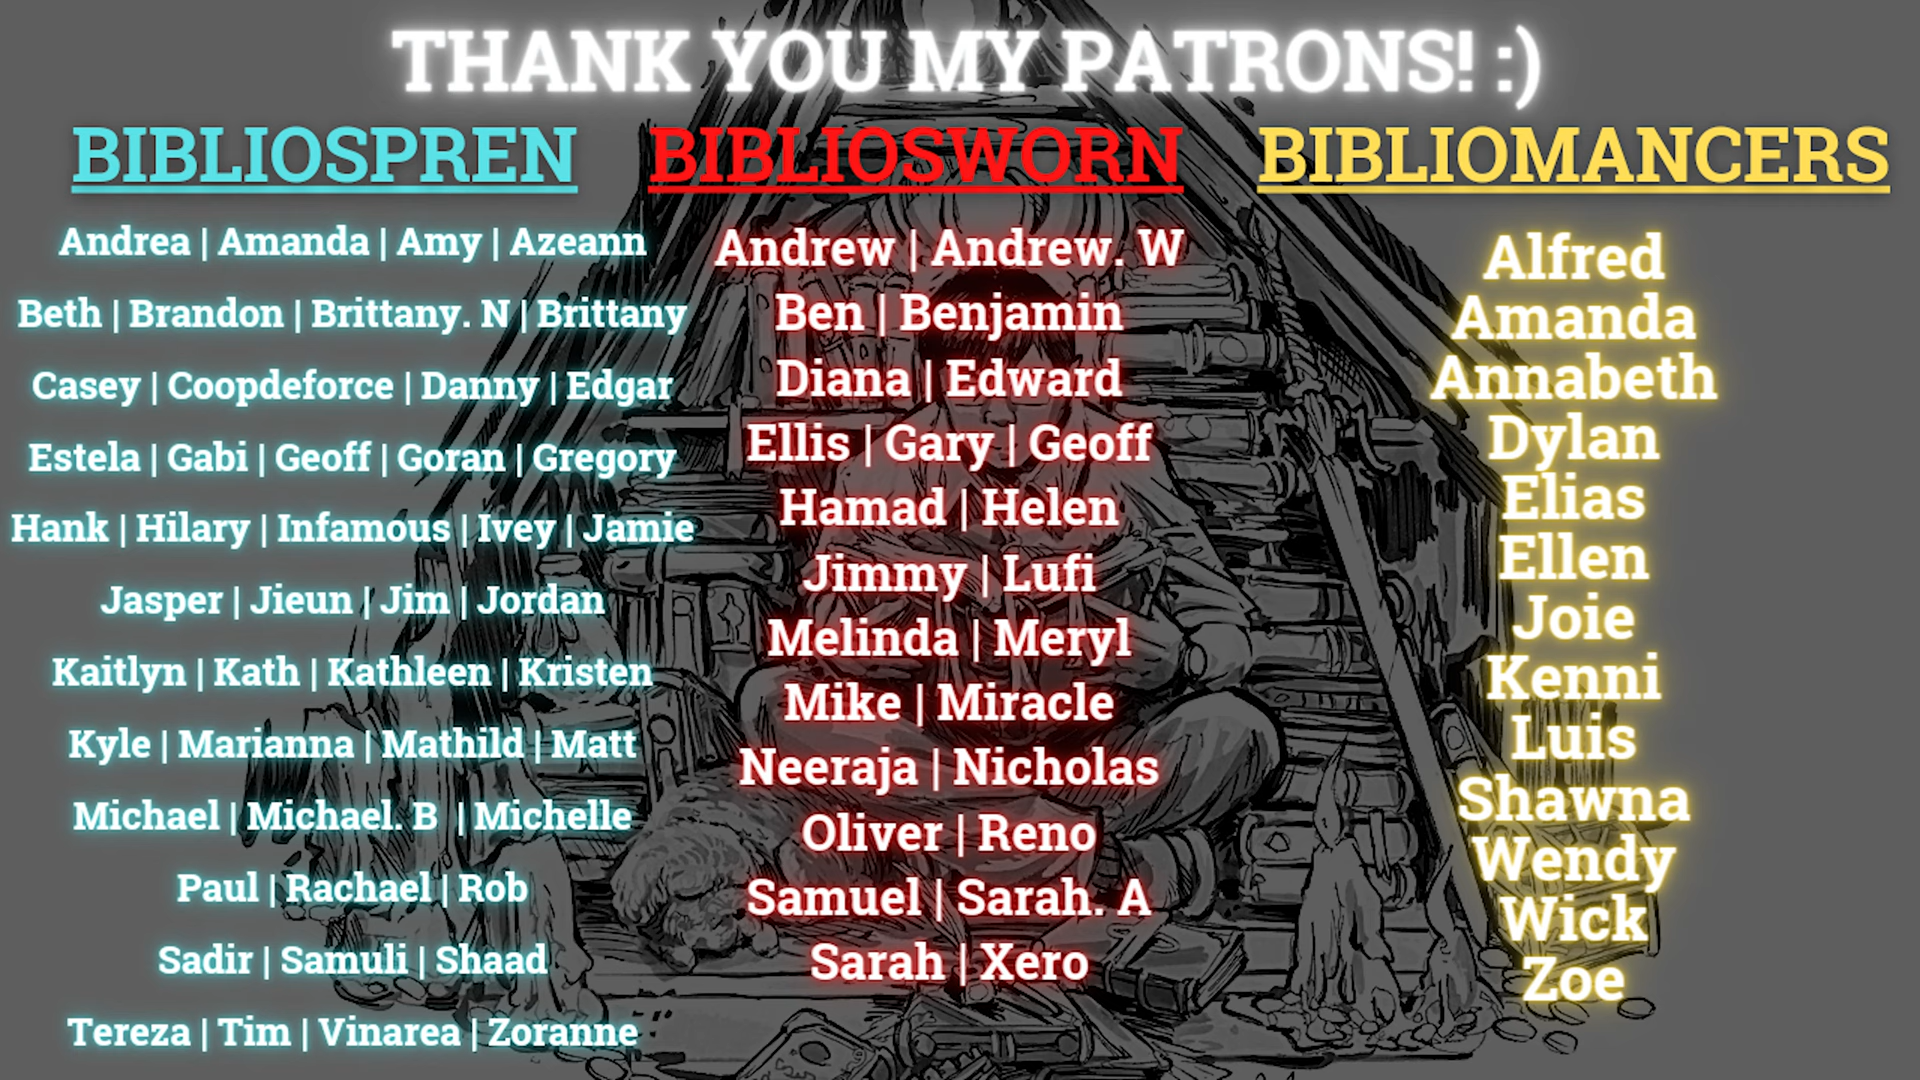 THANK YOU MY PATRONS! :)
BIBLIOSPREN
Andrea | Amanda | Amy | Azeann
Beth | Brandon | Brittany. N | Brittany
Casey | Coopdeforce | Danny | Edgar
Estela | Gabi | Geoff | Goran | Gregory
Hank | Hilary | Infamous | Ivey | Jamie
Jasper | Jieun | Jim | Jordan
Kaitlyn | Kath | Kathleen | Kristen
Kyle | Marianna | Mathild | Matt
Michael | Michael. B | Michelle
Paul | Rachael | Rob
Sadir | Samuli | Shaad
Tereza | Tim | Vinarea | Zoranne
BIBLIOSWORN
Andrew | Andrew. W
Ben | Benjamin
Diana | Edward
Ellis | Gary | Geoff
Hamad | Helen
Jimmy | Lufi
Melinda | Meryl
Mike | Miracle
Neeraja | Nicholas
Oliver | Reno
Samuel | Sarah. A
Sarah | Xero
BIBLIOMANCERS
Alfred
Amanda
Annabeth
Dylan
Elias
Ellen
Joie
Kenni
Luis
Shawna
Wendy
Wick
Zoe